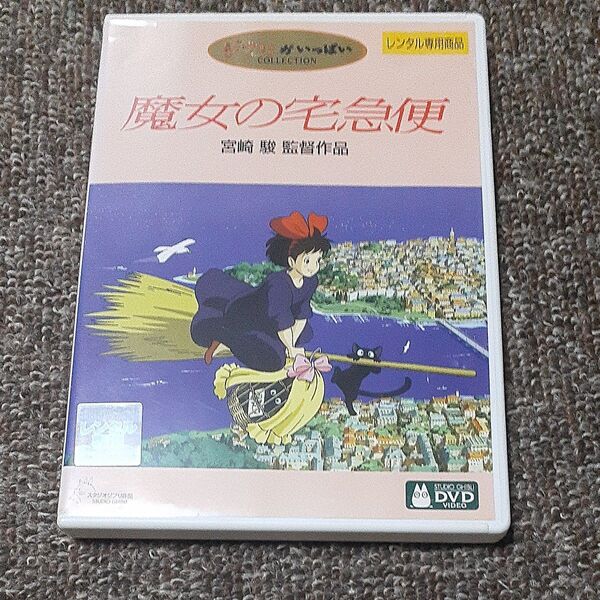 ジブリがいっぱい
COLLECTION
レンタル専用商品
魔女の宅急便
宮崎 駿 監督作品
レンタル
スタジオジブリ作品
STUDIO GHIBLI
STUDIO GHIBLI
DVD
VIDEO